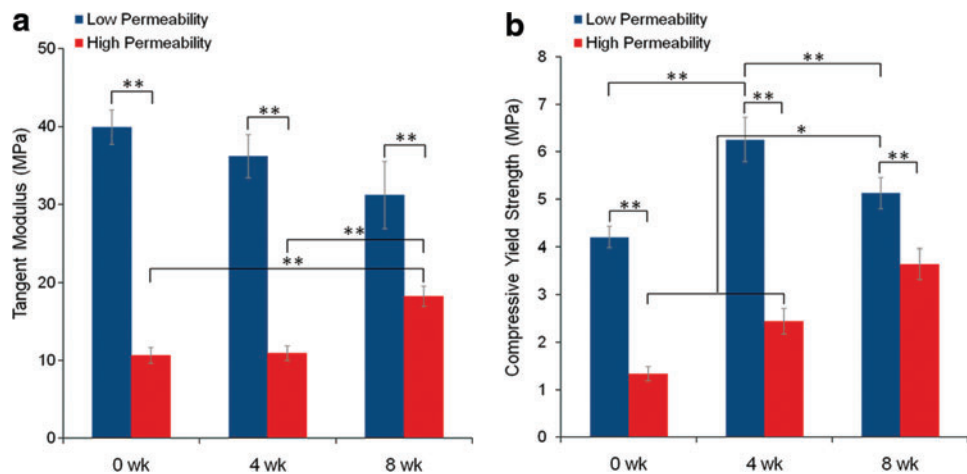 a
Low Permeability
High Permeability
Tangent Modulus (MPa)
50
40
30
20
10
0
**
**
**
**
**
0 wk
4 wk
8 wk
b
Low Permeability
High Permeability
Compressive Yield Strength (MPa)
8
7
6
5
4
3
2
1
0
**
**
**
*
**
**
0 wk
4 wk
8 wk